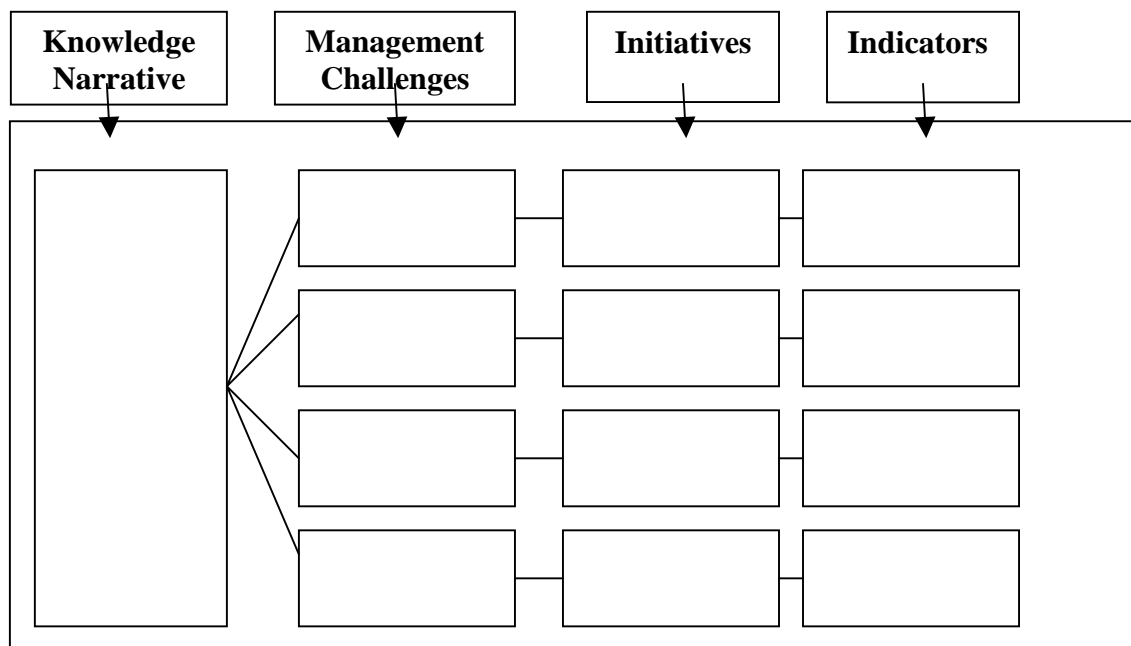 Knowledge
Narrative
Management
Challenges
Initiatives
Indicators